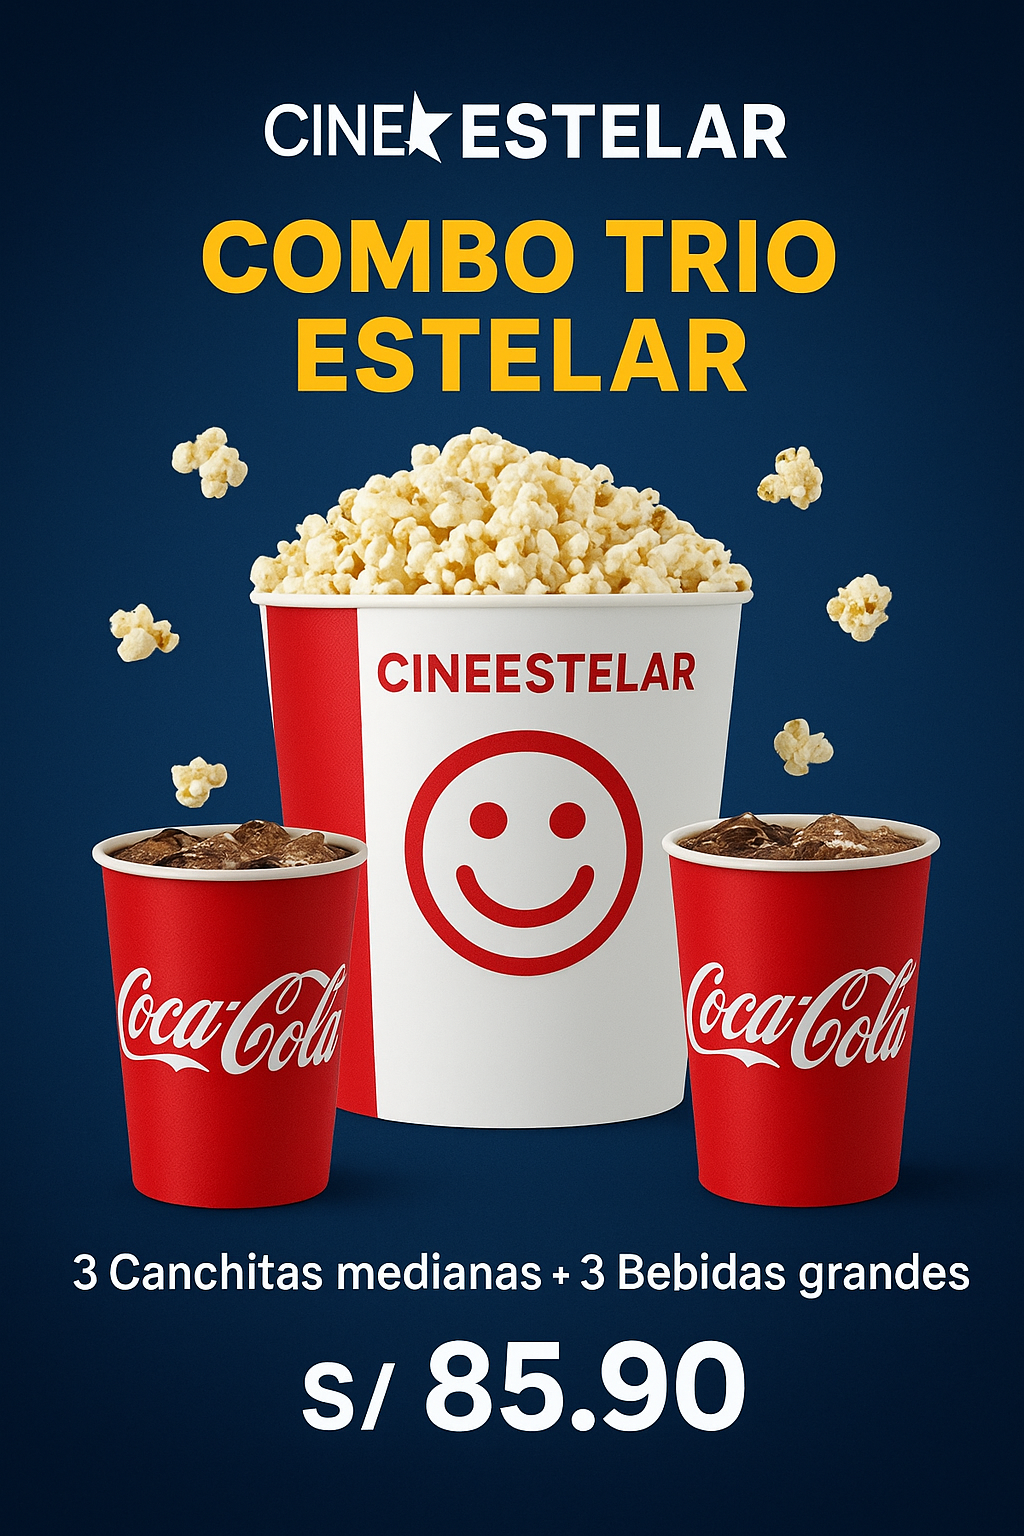 CINE ESTELAR
COMBO TRIO
ESTELAR
CINEESTELAR
Coca-Cola
Coca-Cola
3 Canchitas medianas + 3 Bebidas grandes
S/ 85.90